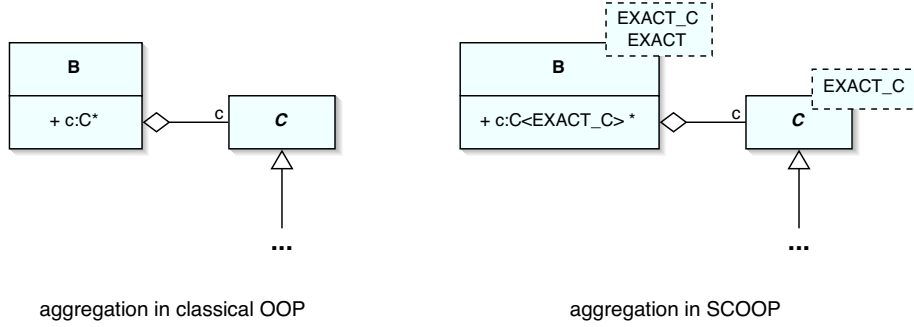 B
+ c:C*
c
C
...
aggregation in classical OOP
EXACT_C
EXACT
B
+ c:C<EXACT_C> *
c
EXACT_C
C
...
aggregation in SCOOP